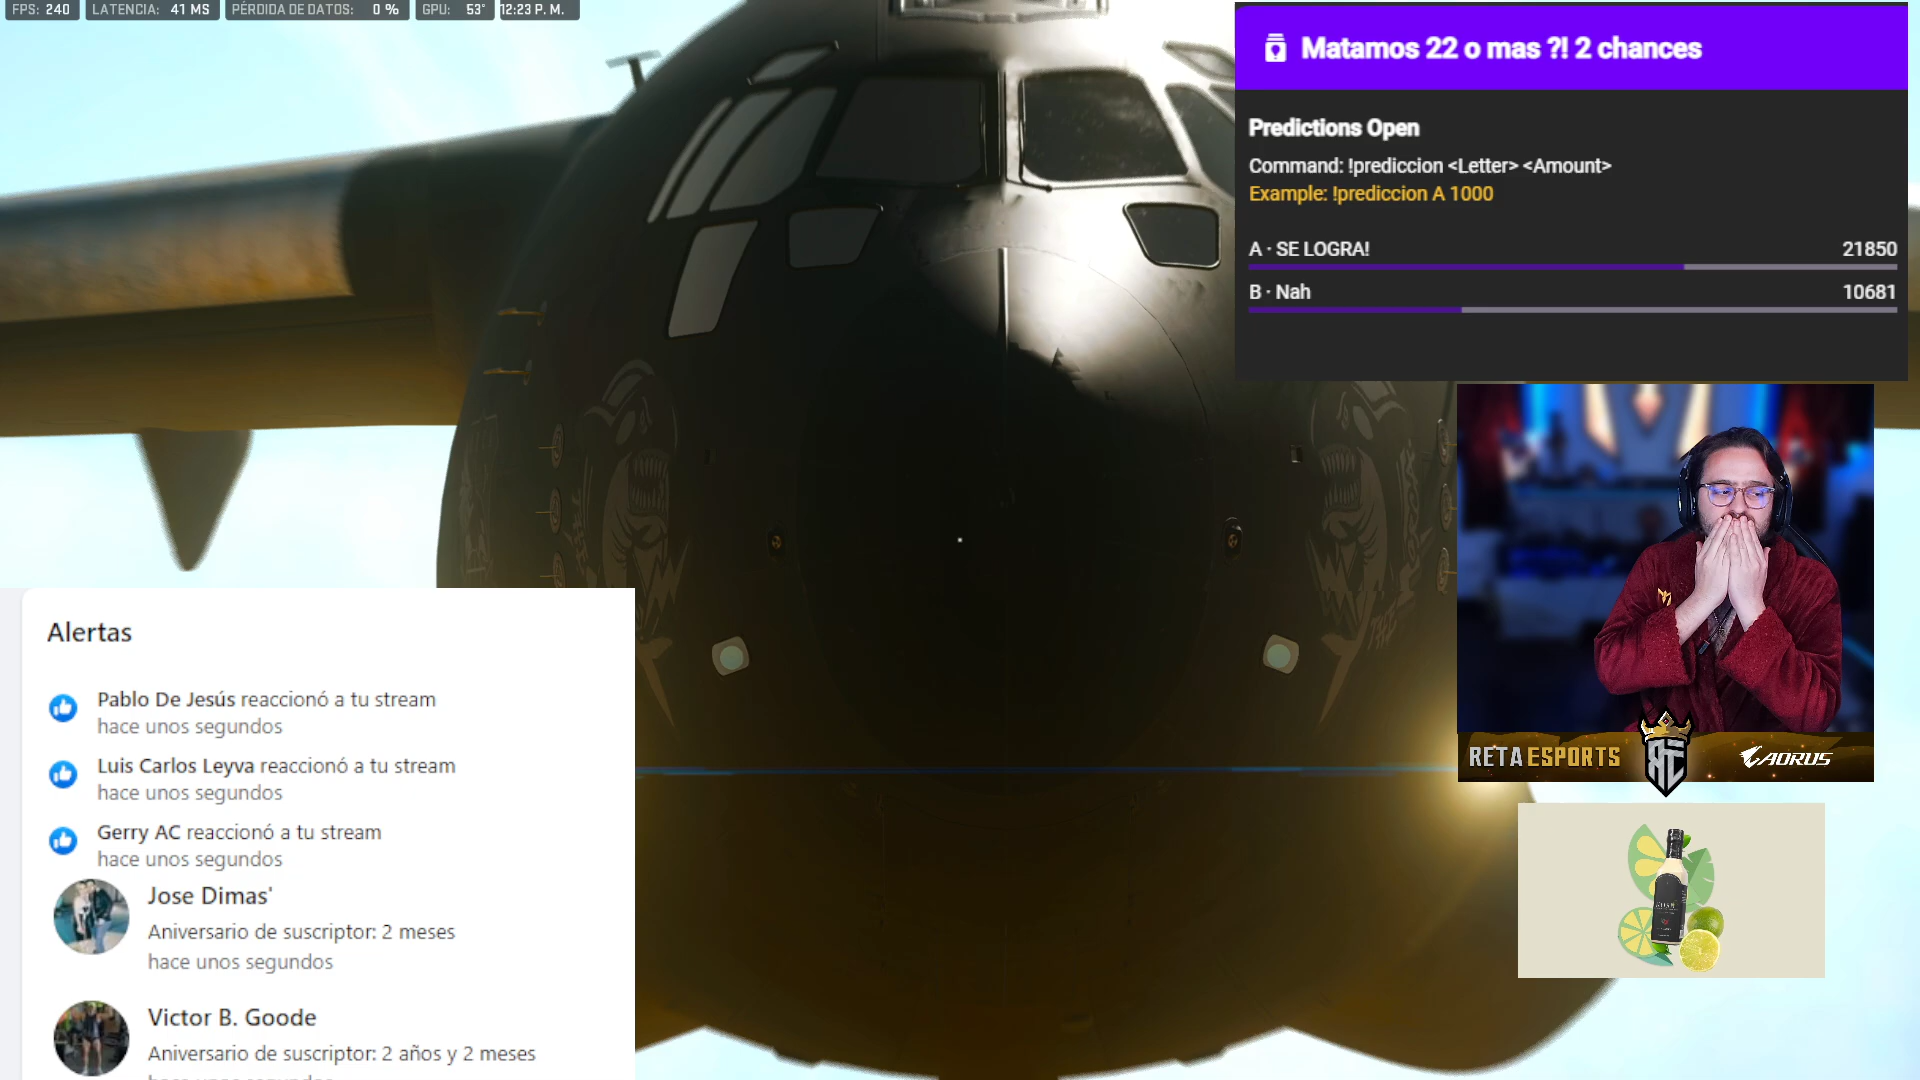 FPS: 240 LATENCIA: 41 MS PÉRDIDA DE DATOS: 0 % GPU: 53° 12:23 P. M.
Matamos 22 o mas ?! 2 chances
Predictions Open
Command: !prediccion <Letter> <Amount>
Example: !prediccion A 1000
A · SE LOGRA! 21850
B · Nah 10681
RETA ESPORTS
AORUS
Alertas
Pablo De Jesús reaccionó a tu stream
hace unos segundos
Luis Carlos Leyva reaccionó a tu stream
hace unos segundos
Gerry AC reaccionó a tu stream
hace unos segundos
Jose Dimas'
Aniversario de suscriptor: 2 meses
hace unos segundos
Victor B. Goode
Aniversario de suscriptor: 2 años y 2 meses
hace unos segundos